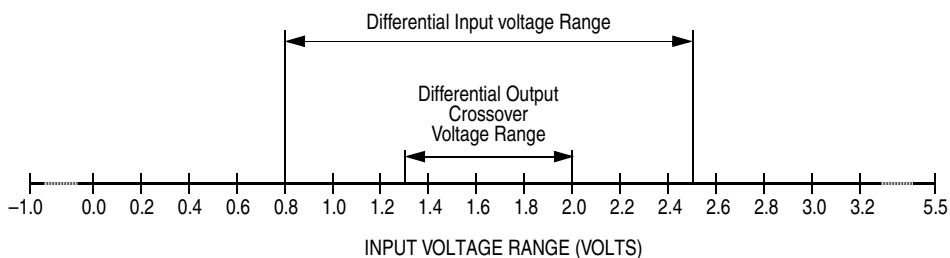 Differential Input voltage Range
Differential Output
Crossover
Voltage Range
–1.0 0.0 0.2 0.4 0.6 0.8 1.0 1.2 1.4 1.6 1.8 2.0 2.2 2.4 2.6 2.8 3.0 3.2 5.5
INPUT VOLTAGE RANGE (VOLTS)